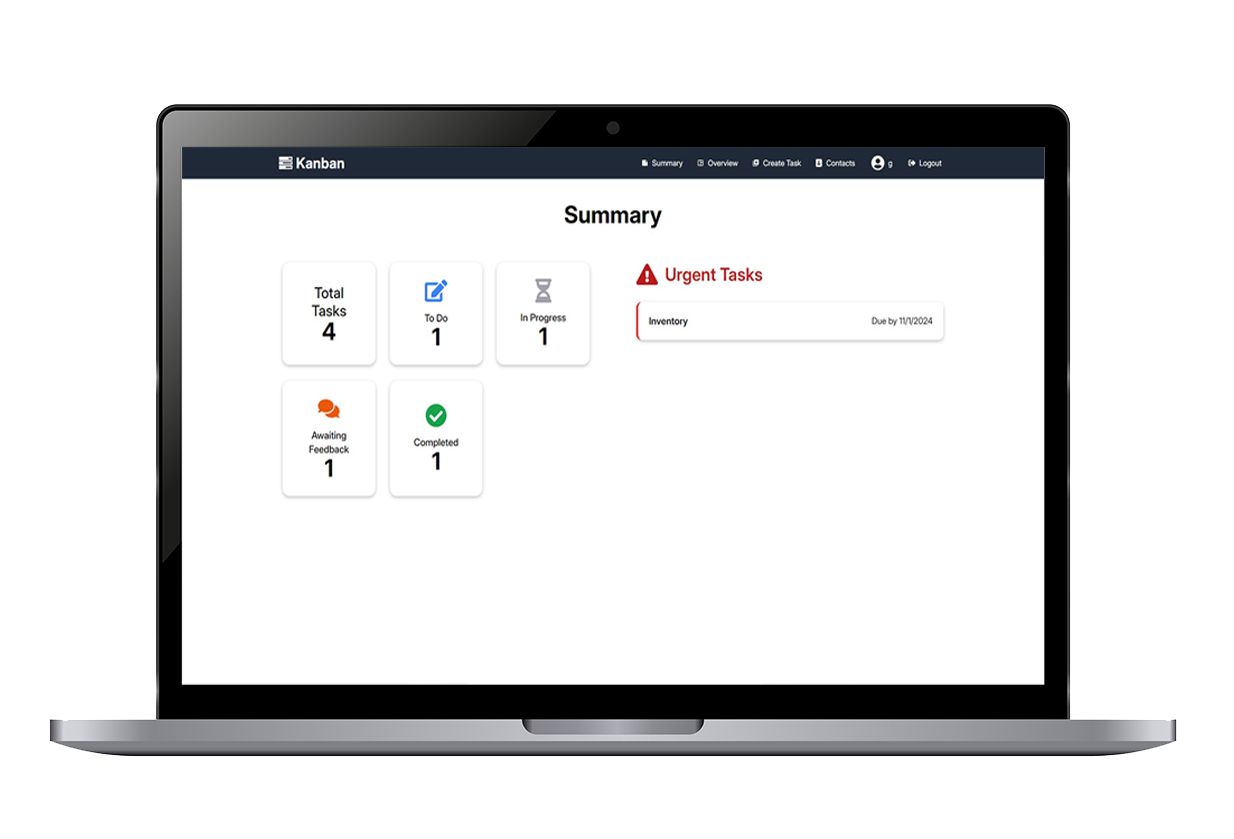 Kanban
Summary
Overview
Create Task
Contacts
g
Logout
Summary
Total
Tasks
4
To Do
1
In Progress
1
Urgent Tasks
Inventory
Due by 11/1/2024
Awaiting
Feedback
1
Completed
1